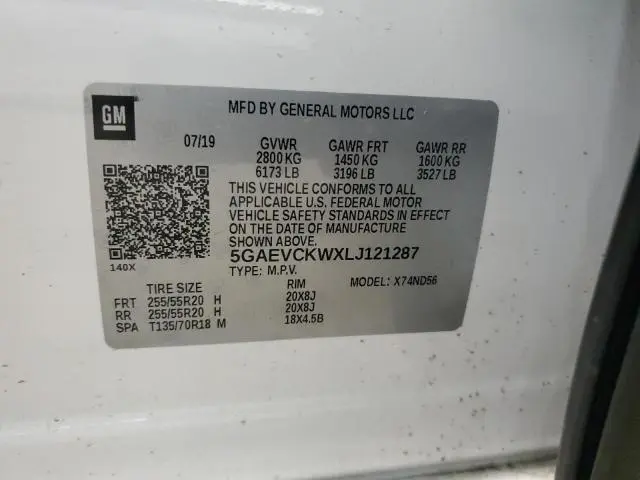 GM
MFD BY GENERAL MOTORS LLC
07/19 GVWR GAWR FRT GAWR RR
2800 KG 1450 KG 1600 KG
6173 LB 3196 LB 3527 LB
THIS VEHICLE CONFORMS TO ALL
APPLICABLE U.S. FEDERAL MOTOR
VEHICLE SAFETY STANDARDS IN EFFECT
ON THE DATE OF MANUFACTURE
SHOWN ABOVE.
140X
5GAEVCKWXLJ121287
TYPE: M.P.V.
TIRE SIZE RIM MODEL: X74ND56
FRT 255/55R20 H 20X8J
RR 255/55R20 H 20X8J
SPA T135/70R18 M 18X4.5B